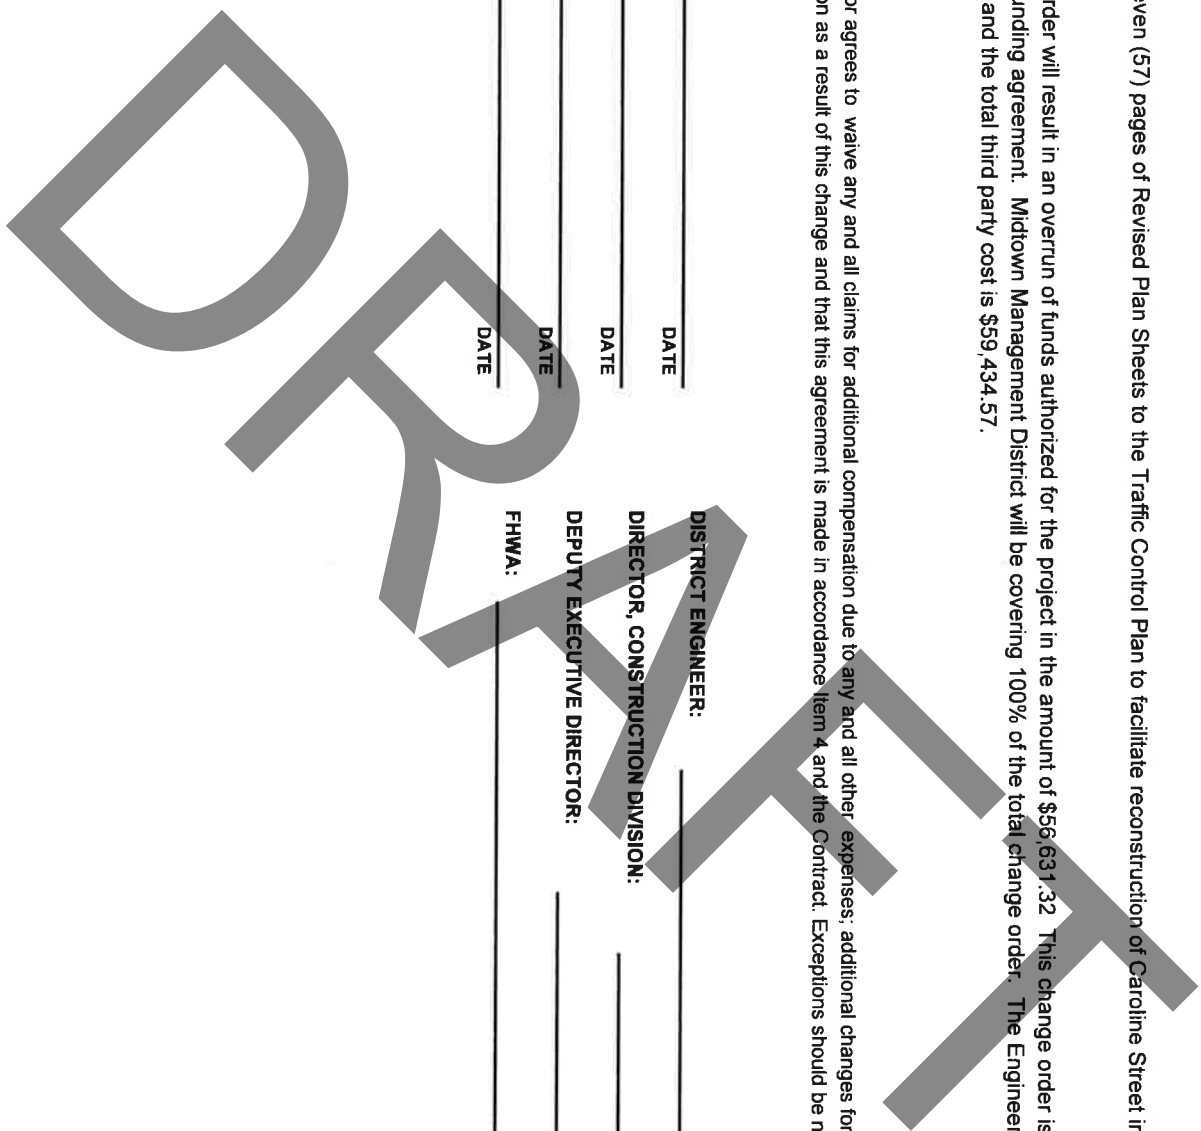 even (57) pages of Revised Plan Sheets to the Traffic Control Plan to facilitate reconstruction of Caroline Street in
rder will result in an overrun of funds authorized for the project in the amount of $56,631.32 This change order is
unding agreement. Midtown Management District will be covering 100% of the total change order. The Engineer
and the total third party cost is $59,434.57.
or agrees to waive any and all claims for additional compensation due to any and all other expenses; additional changes for
on as a result of this change and that this agreement is made in accordance Item 4 and the Contract. Exceptions should be n
DATE DISTRICT ENGINEER:
DATE DIRECTOR, CONSTRUCTION DIVISION:
DATE DEPUTY EXECUTIVE DIRECTOR:
DATE FHWA:
DRAFT